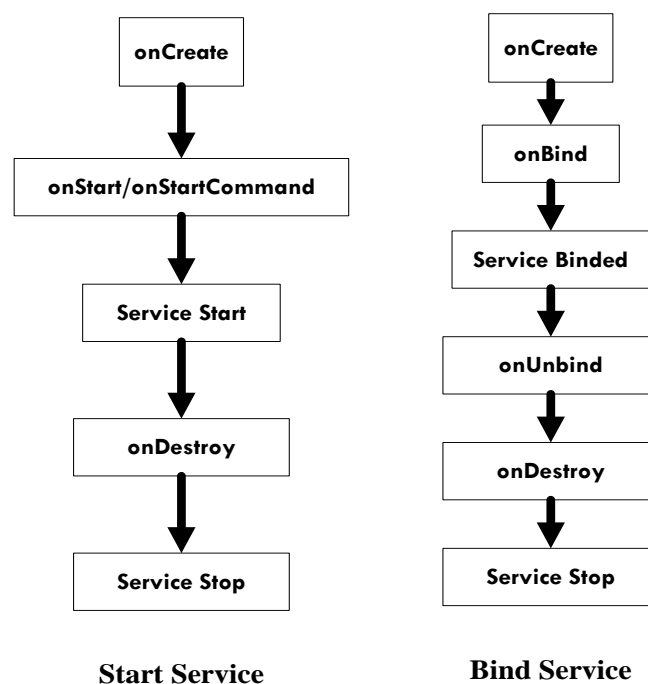 onCreate
onStart/onStartCommand
Service Start
onDestroy
Service Stop
Start Service
onCreate
onBind
Service Binded
onUnbind
onDestroy
Service Stop
Bind Service